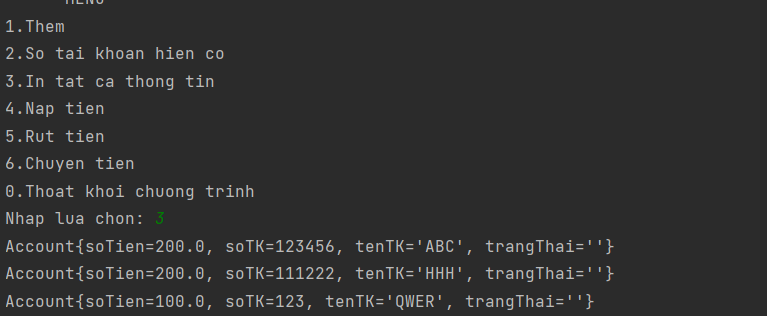 MENU
1.Them
2.So tai khoan hien co
3.In tat ca thong tin
4.Nap tien
5.Rut tien
6.Chuyen tien
0.Thoat khoi chuong trinh
Nhap lua chon: 3
Account{soTien=200.0, soTK=123456, tenTK='ABC', trangThai=''}
Account{soTien=200.0, soTK=111222, tenTK='HHH', trangThai=''}
Account{soTien=100.0, soTK=123, tenTK='QWER', trangThai=''}